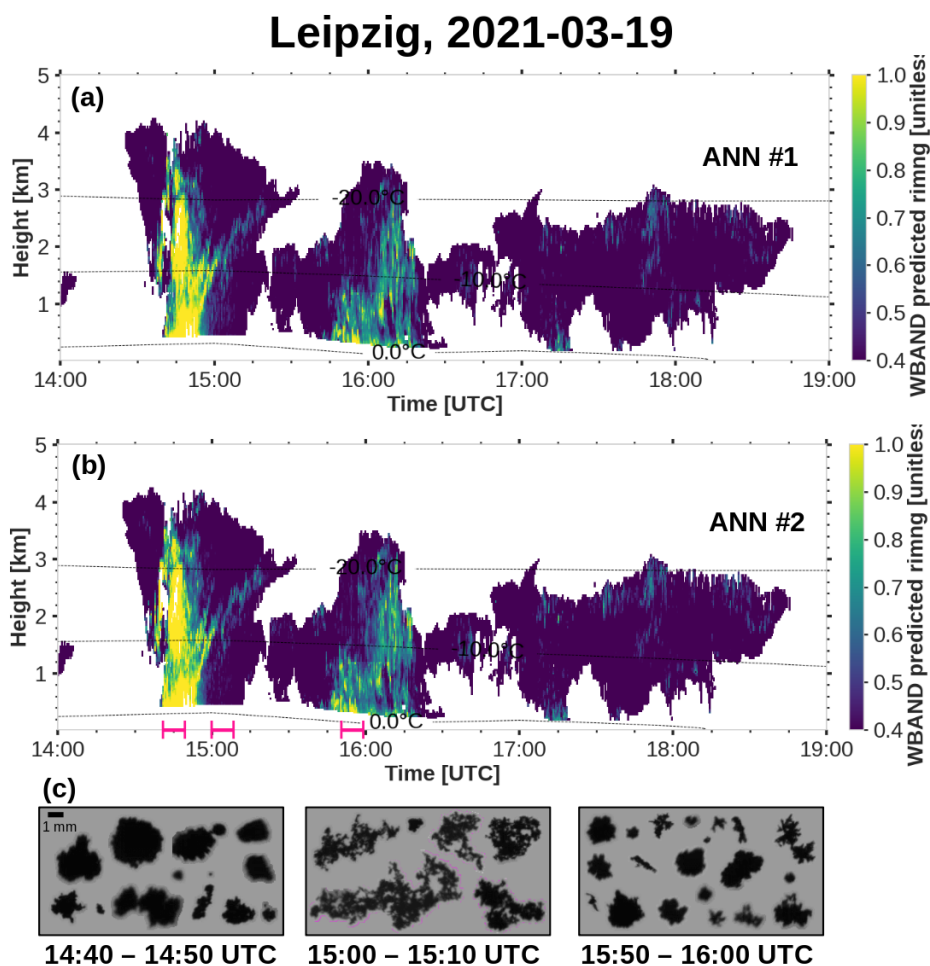 Leipzig, 2021-03-19
(a)
ANN #1
5
4
3
2
1
Height [km]
-20.0°C
-10.0°C
0.0°C
14:00 15:00 16:00 17:00 18:00 19:00
Time [UTC]
1.0
0.9
0.8
0.7
0.6
0.5
0.4
WBAND predicted rimng [unitless
(b)
ANN #2
5
4
3
2
1
Height [km]
-20.0°C
-10.0°C
0.0°C
14:00 15:00 16:00 17:00 18:00 19:00
Time [UTC]
1.0
0.9
0.8
0.7
0.6
0.5
0.4
WBAND predicted rimng [unitless
(c)
1 mm
14:40 – 14:50 UTC 15:00 – 15:10 UTC 15:50 – 16:00 UTC